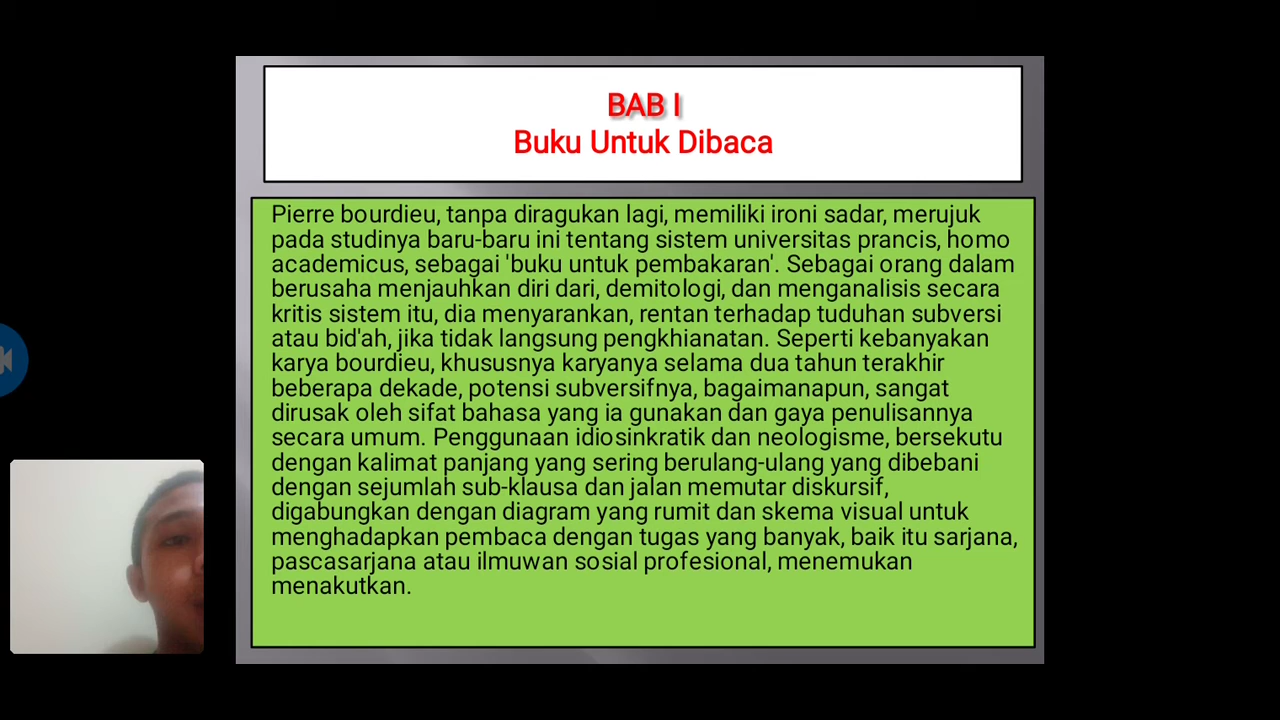 BAB I
Buku Untuk Dibaca
Pierre bourdieu, tanpa diragukan lagi, memiliki ironi sadar, merujuk
pada studinya baru-baru ini tentang sistem universitas prancis, homo
academicus, sebagai 'buku untuk pembakaran'. Sebagai orang dalam
berusaha menjauhkan diri dari, demitologi, dan menganalisis secara
kritis sistem itu, dia menyarankan, rentan terhadap tuduhan subversi
atau bid'ah, jika tidak langsung pengkhianatan. Seperti kebanyakan
karya bourdieu, khususnya karyanya selama dua tahun terakhir
beberapa dekade, potensi subversifnya, bagaimanapun, sangat
dirusak oleh sifat bahasa yang ia gunakan dan gaya penulisannya
secara umum. Penggunaan idiosinkratik dan neologisme, bersekutu
dengan kalimat panjang yang sering berulang-ulang yang dibebani
dengan sejumlah sub-klausa dan jalan memutar diskursif,
digabungkan dengan diagram yang rumit dan skema visual untuk
menghadapkan pembaca dengan tugas yang banyak, baik itu sarjana,
pascasarjana atau ilmuwan sosial profesional, menemukan
menakutkan.